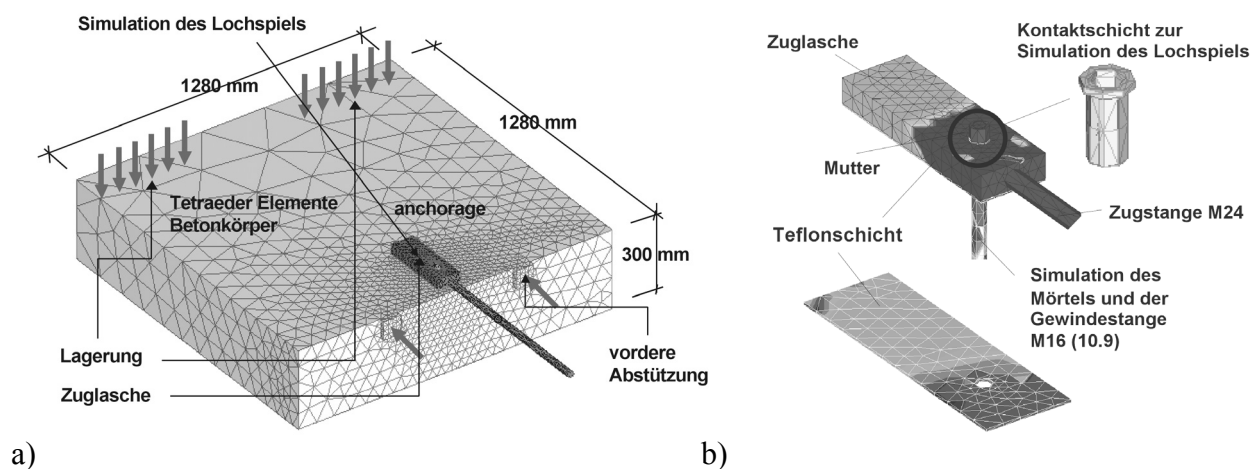 Simulation des Lochspiels
1280 mm
1280 mm
Tetraeder Elemente
Betonkörper
anchorage
300 mm
Lagerung
Zuglasche
vordere
Abstützung
a)
Zuglasche
Kontaktschicht zur
Simulation des Lochspiels
Mutter
Zugstange M24
Teflonschicht
Simulation des
Mörtels und der
Gewindestange
M16 (10.9)
b)